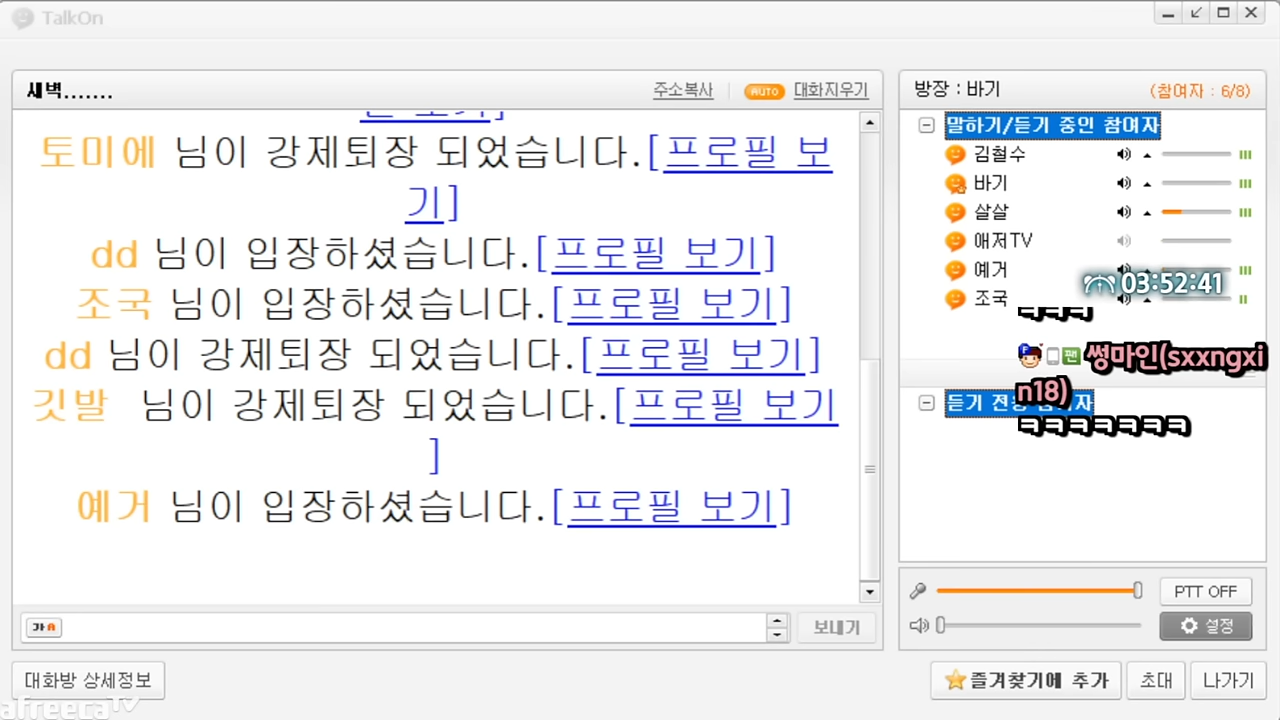 TalkOn
새벽.......
주소복사
AUTO
대화지우기
토미에 님이 강제퇴장 되었습니다.[프로필 보
기]
dd 님이 입장하셨습니다.[프로필 보기]
조국 님이 입장하셨습니다.[프로필 보기]
dd 님이 강제퇴장 되었습니다.[프로필 보기]
깃발 님이 강제퇴장 되었습니다.[프로필 보기
]
예거 님이 입장하셨습니다.[프로필 보기]
가A
보내기
대화방 상세정보
afreecaTV
방장 : 바기
(참여자 : 6/8)
말하기/듣기 중인 참여자
김철수
바기
살살
애저TV
예거
03:52:41
조국
팬 썽마인(sxxngxi
n18)
듣기 전용
ㅋㅋㅋㅋㅋㅋㅋ
PTT OFF
설정
즐겨찾기에 추가
초대
나가기